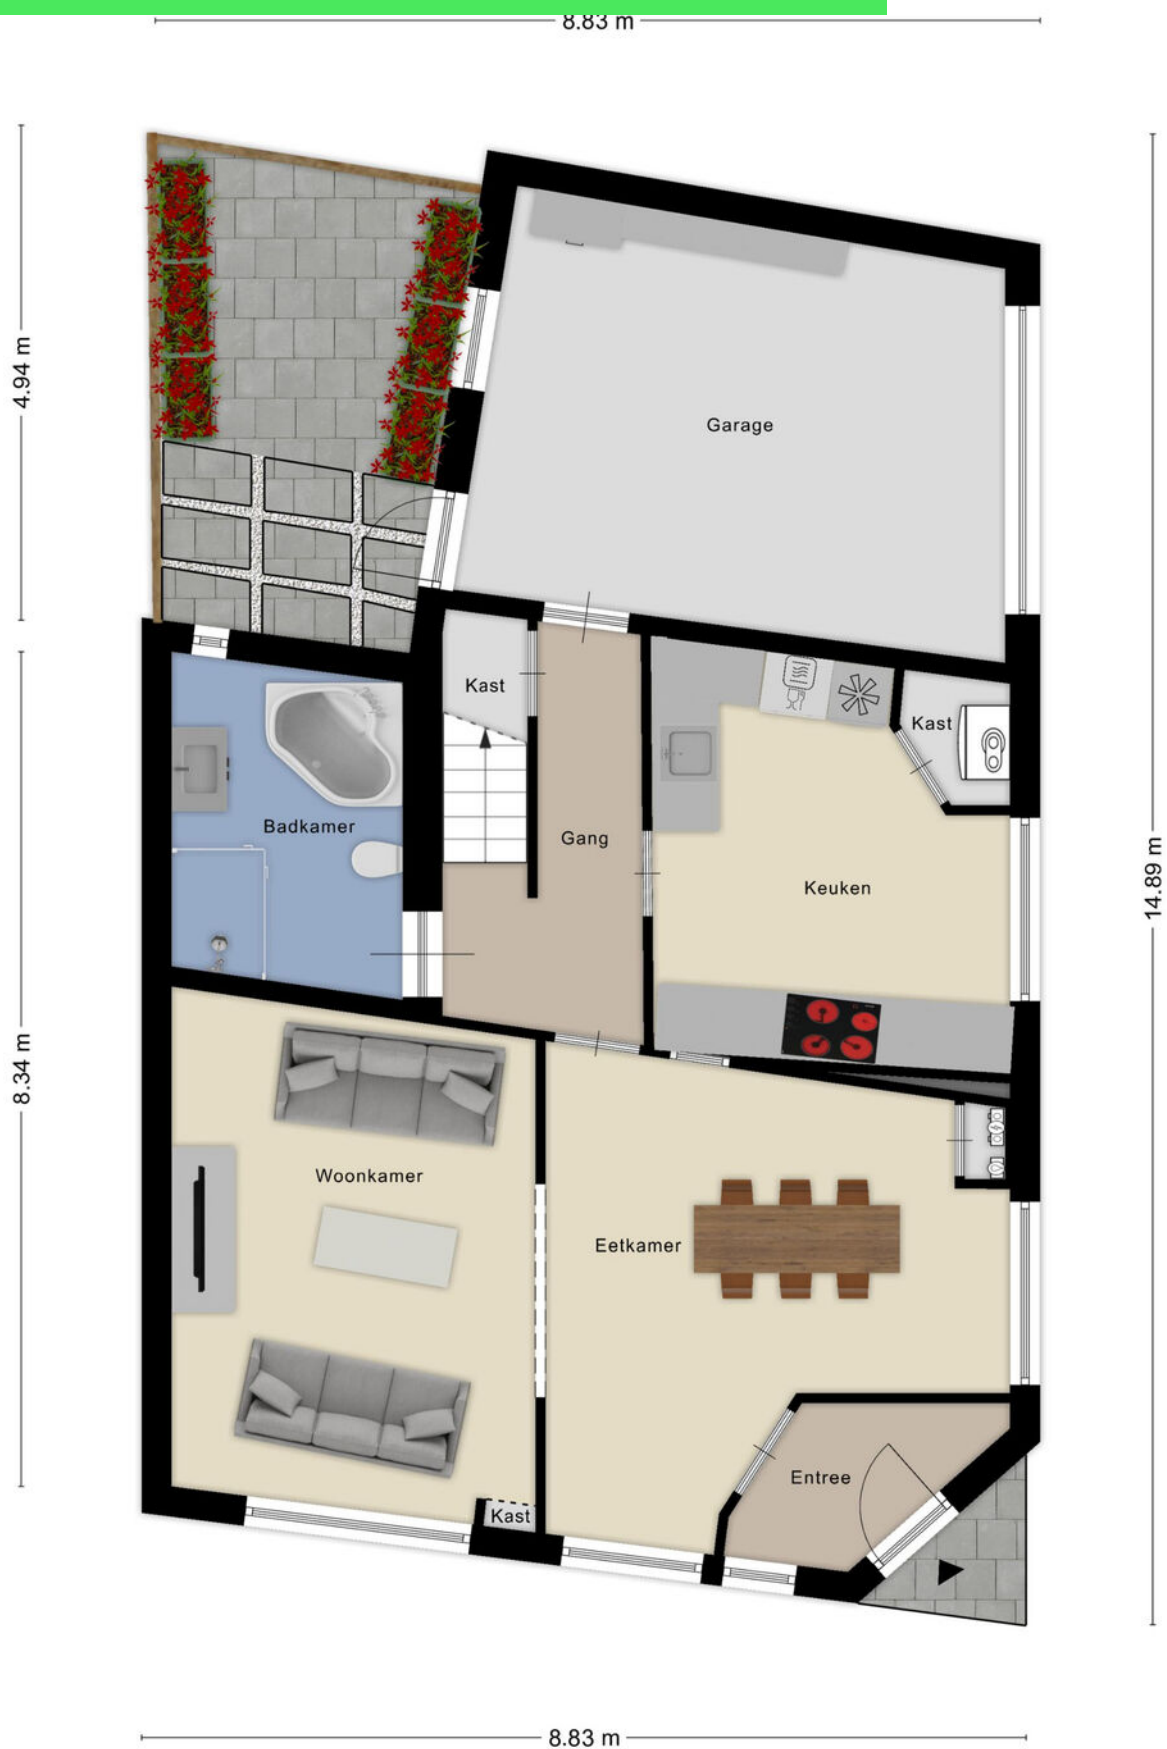 8.83 m
4.94 m
Garage
Kast
Kast
Badkamer
Gang
Keuken
14.89 m
8.34 m
Woonkamer
Eetkamer
Entree
Kast
8.83 m